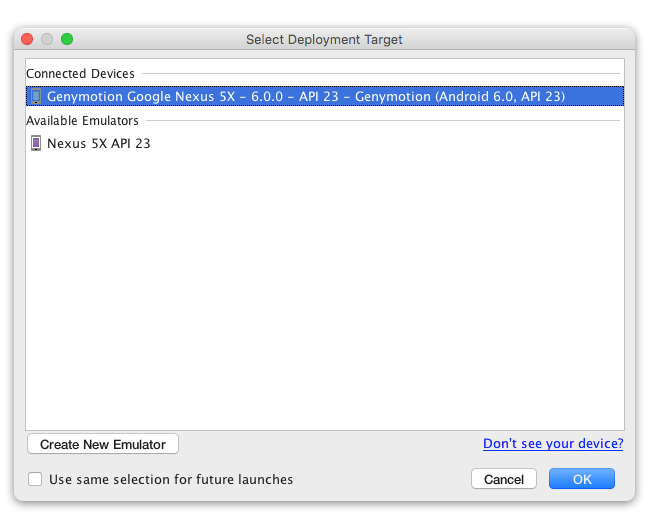 Select Deployment Target
Connected Devices
Genymotion Google Nexus 5X - 6.0.0 - API 23 - Genymotion (Android 6.0, API 23)
Available Emulators
Nexus 5X API 23
Create New Emulator
Don't see your device?
Use same selection for future launches
Cancel
OK